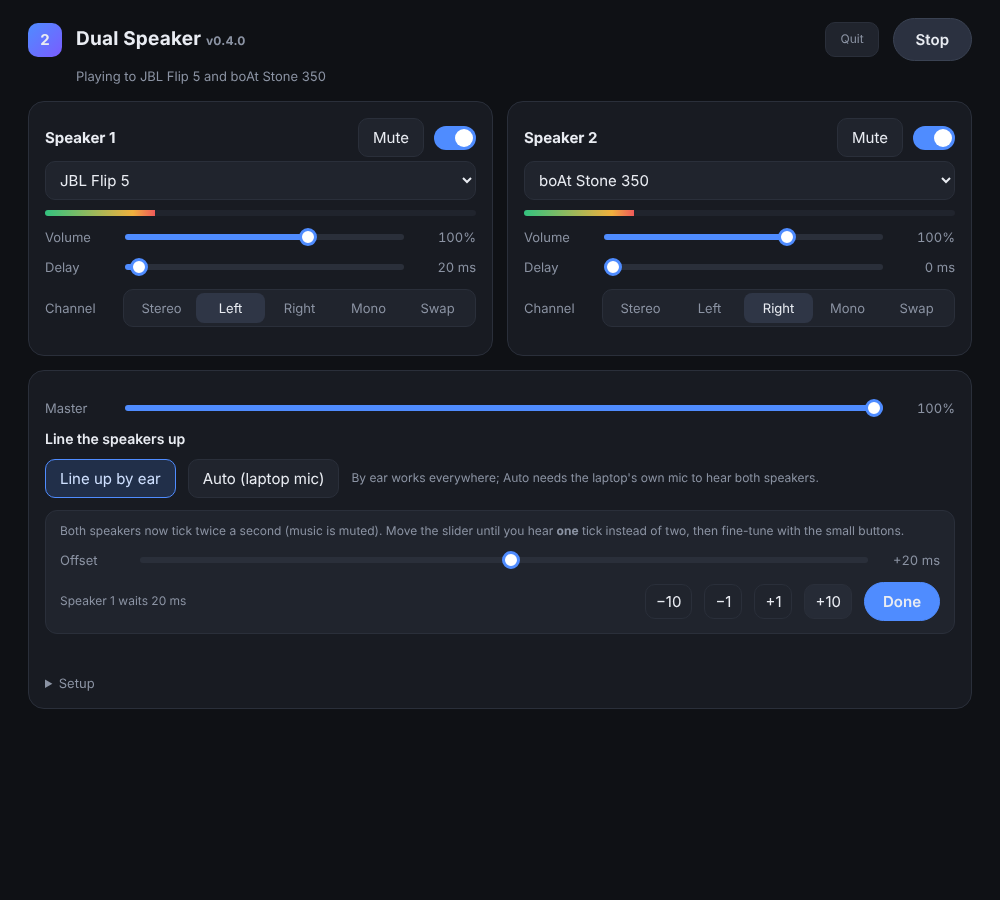 2 Dual Speaker v0.4.0 Quit Stop
Playing to JBL Flip 5 and boAt Stone 350
Speaker 1 Mute
JBL Flip 5
Volume 100%
Delay 20 ms
Channel Stereo Left Right Mono Swap
Speaker 2 Mute
boAt Stone 350
Volume 100%
Delay 0 ms
Channel Stereo Left Right Mono Swap
Master 100%
Line the speakers up
Line up by ear Auto (laptop mic) By ear works everywhere; Auto needs the laptop's own mic to hear both speakers.
Both speakers now tick twice a second (music is muted). Move the slider until you hear one tick instead of two, then fine-tune with the small buttons.
Offset +20 ms
Speaker 1 waits 20 ms −10 −1 +1 +10 Done
Setup